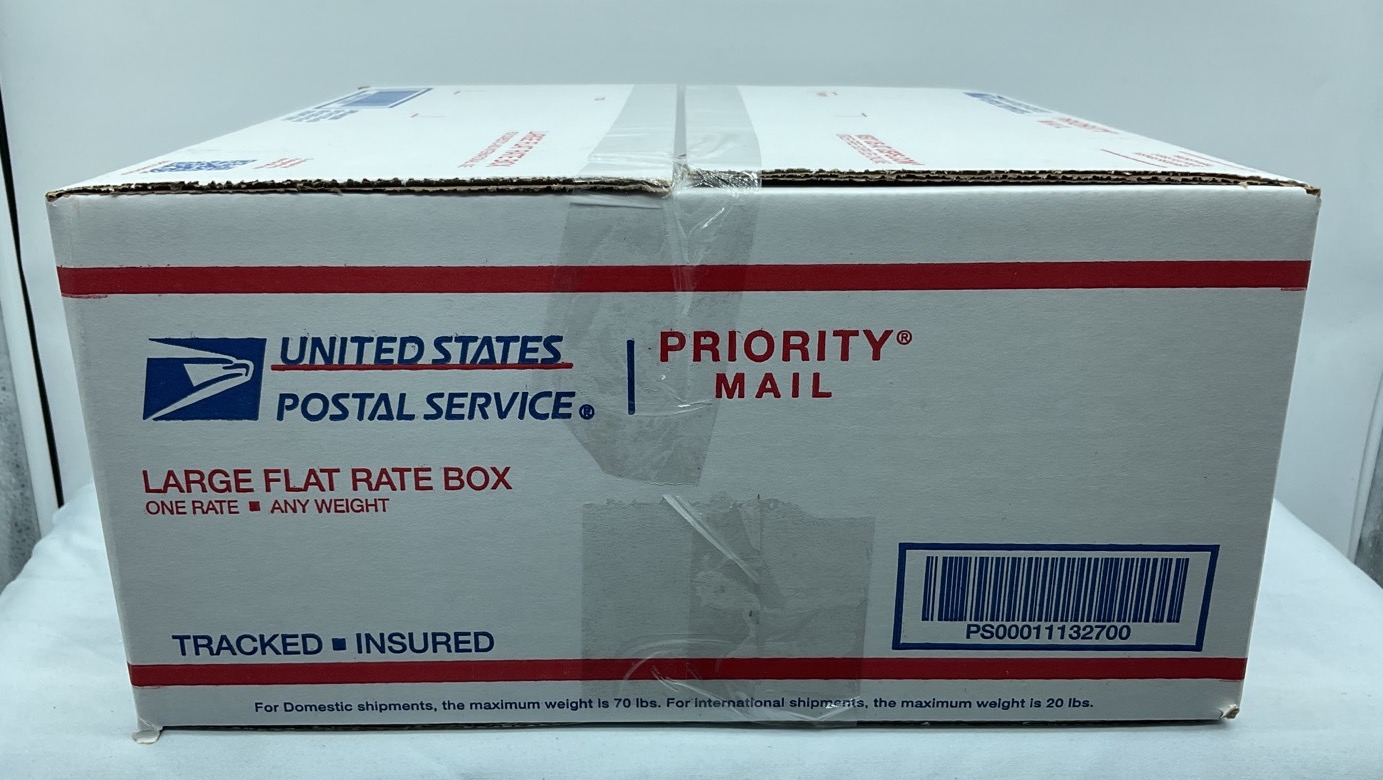 UNITED STATES
POSTAL SERVICE®
PRIORITY®
MAIL
LARGE FLAT RATE BOX
ONE RATE ■ ANY WEIGHT
TRACKED ■ INSURED
PS00011132700
For Domestic shipments, the maximum weight is 70 lbs. For international shipments, the maximum weight is 20 lbs.